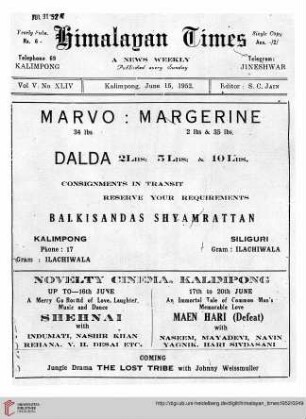 Yearly Subs.
Rs. 6 -
Himalayan Times
Single Copy
Ans. /2/
Telephone 69
KALIMPONG
A NEWS WEEKLY
Published every Sunday
Telegram:
JINESHWAR
Vol V. No XLIV
Kalimpong, June 15, 1952.
Editor : S. C. JAIN
MARVO : MARGERINE
34 lbs
2 lbs & 35 lbs.
DALDA 2LBS; 5 LBS; & 10 LBS.
CONSIGNMENTS IN TRANSIT
RESERVE YOUR REQUIREMENTS
BALKISANDAS SHYAMRATTAN
KALIMPONG
Phone : 17
Gram : ILACHIWALA
SILIGURI
Gram : ILACHIWALA
NOVELTY CINEMA, KALIMPONG
UP TO—16th JUNE
A Merry Go Round of Love, Laughter,
Music and Dance
SHEHNAI
with
INDUMATI, NASHIR KHAN
REHANA, V. H. DESAI ETC.
17th to 20th JUNE
An Immortal Tale of Common Man's
Memorable Love
MAEN HARI (Defeat)
with
NASEEM, MAYADEVI, NAVIN
YAGNIK, HARI SIVDASANI
COMING
Jungle Drama THE LOST TRIBE with Johnny Weissmuller